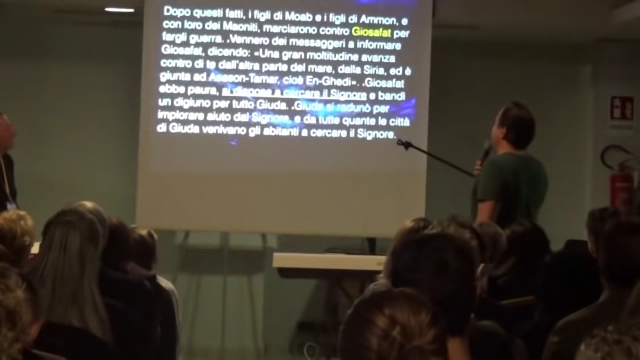 Dopo questi fatti, i figli di Moab e i figli di Ammon, e
con loro dei Maoniti, marciarono contro Giosafat per
fargli guerra. .Vennero dei messaggeri a informare
Giosafat, dicendo: «Una gran moltitudine avanza
contro di te dall'altra parte del mare, dalla Siria, ed è
giunta ad Asason-Tamar, cioè En-Ghedi». .Giosafat
ebbe paura, si dispose a cercare il Signore e bandì
un digiuno per tutto Giuda. .Giuda si radunò per
implorare aiuto dal Signore, e da tutte quante le città
di Giuda venivano gli abitanti a cercare il Signore.